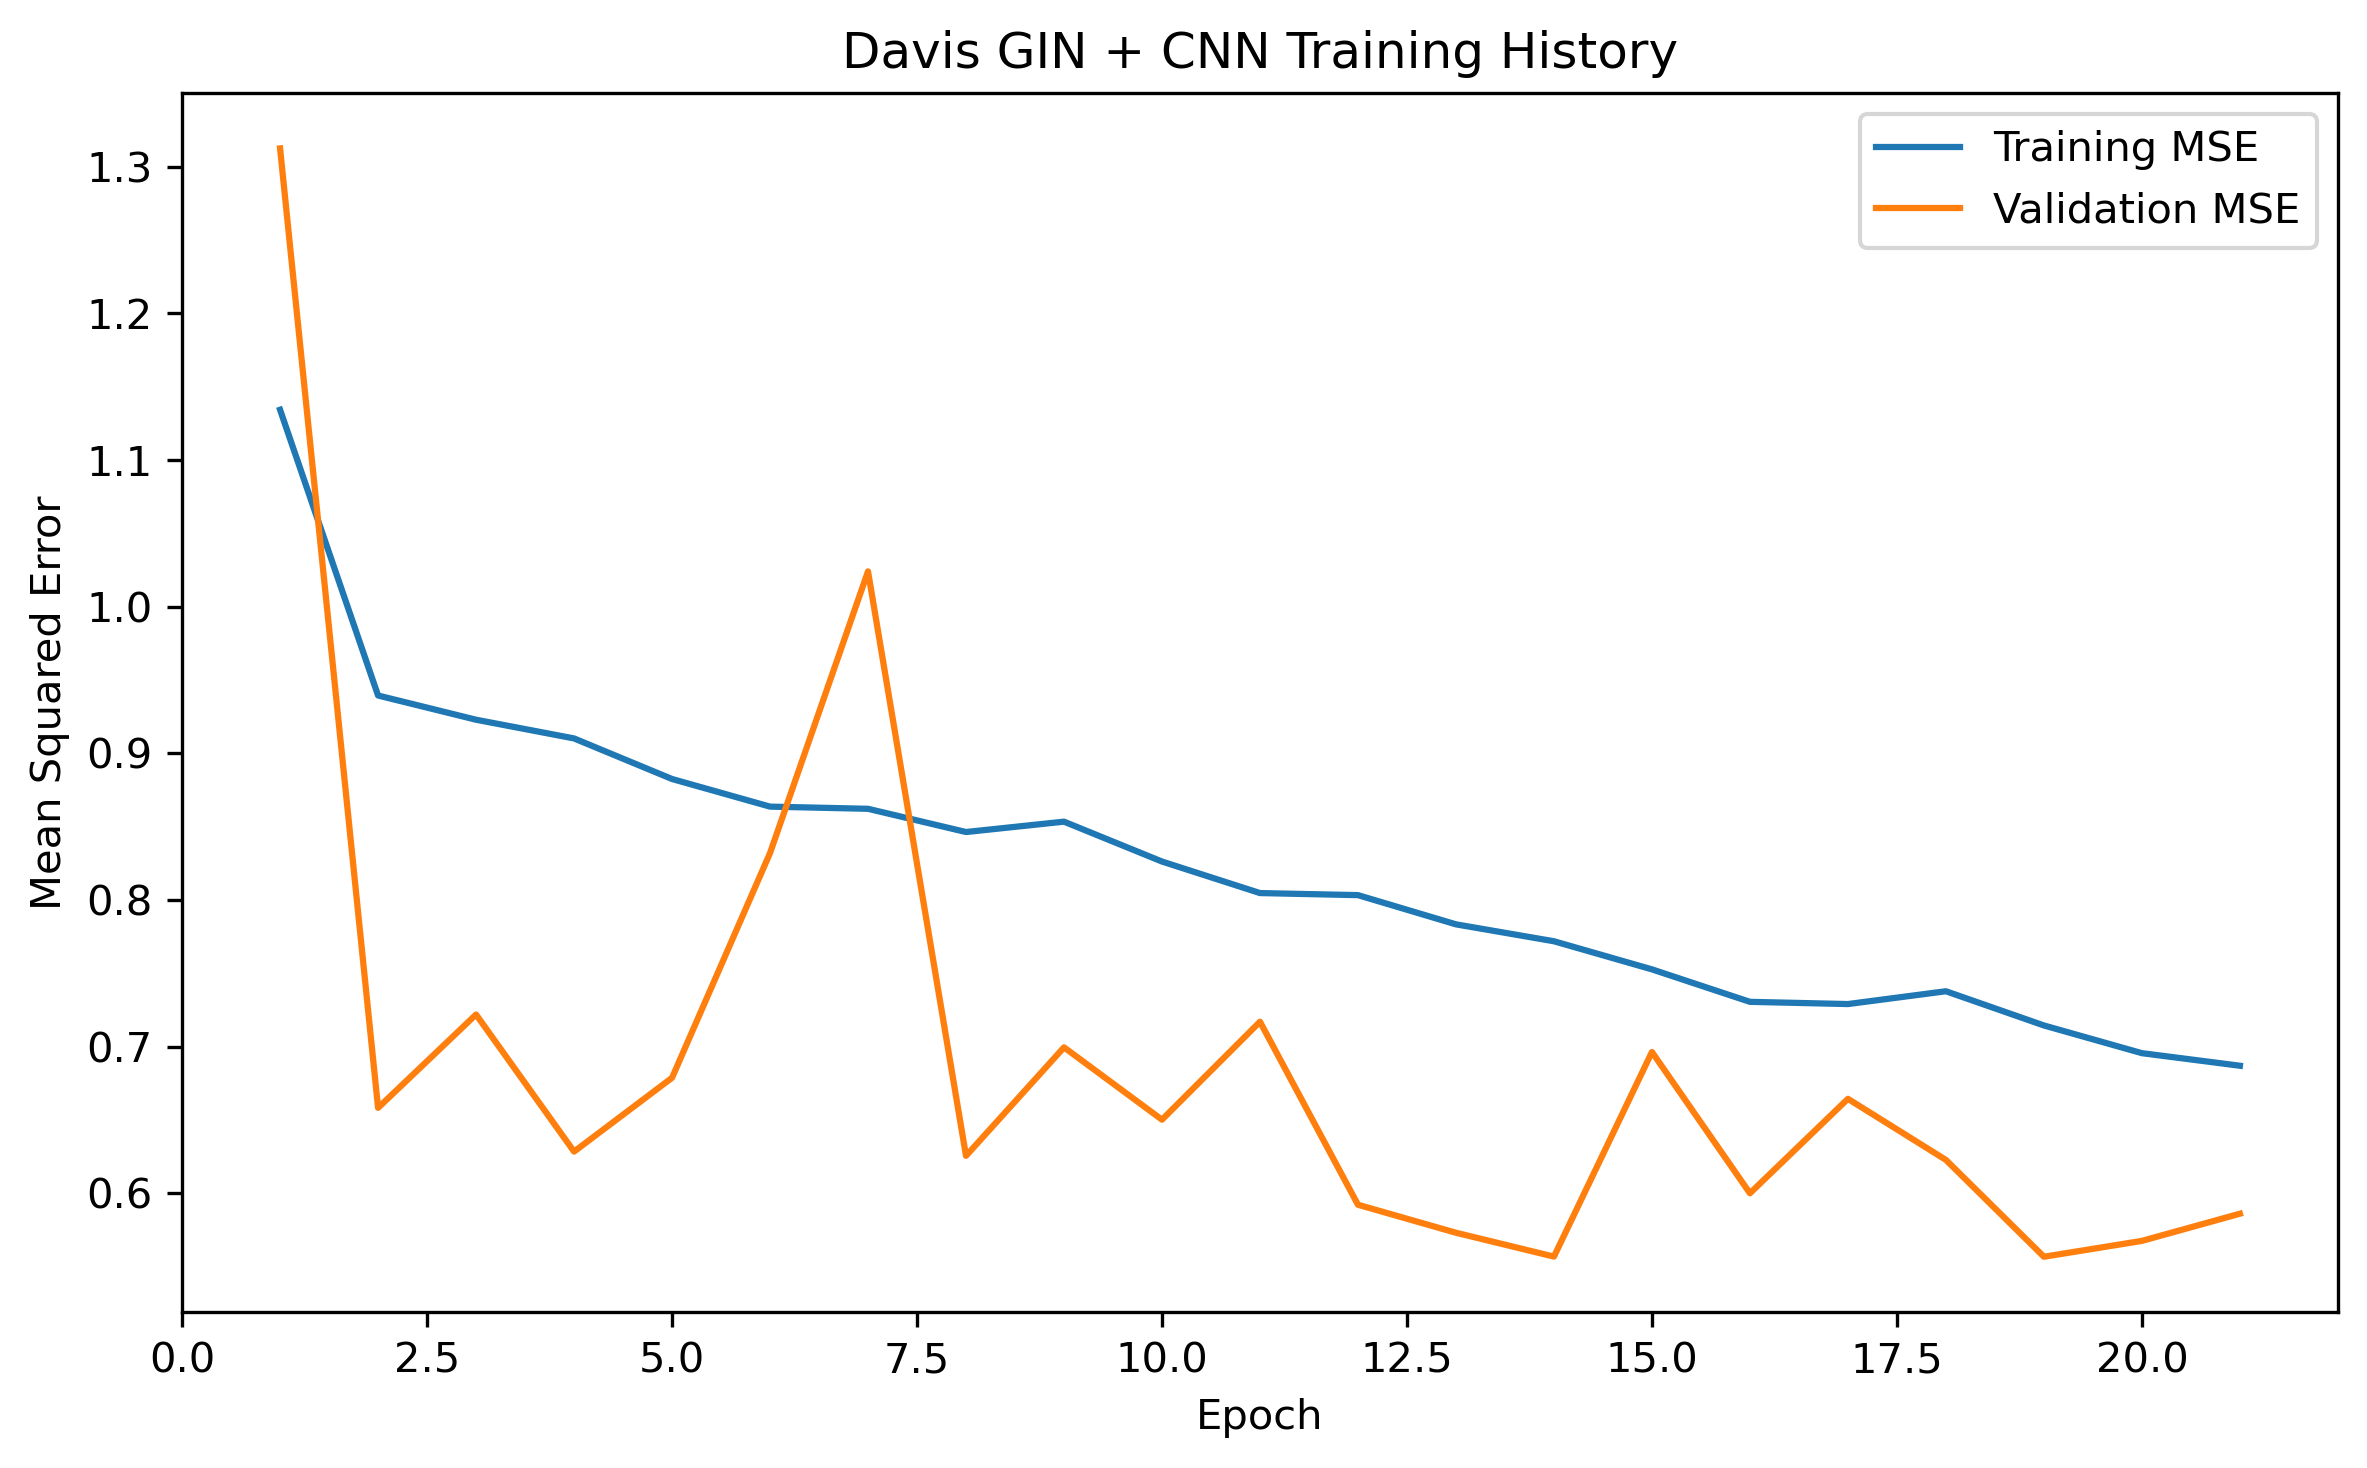 Davis GIN + CNN Training History
Training MSE
Validation MSE
Mean Squared Error
1.3
1.2
1.1
1.0
0.9
0.8
0.7
0.6
0.0 2.5 5.0 7.5 10.0 12.5 15.0 17.5 20.0
Epoch